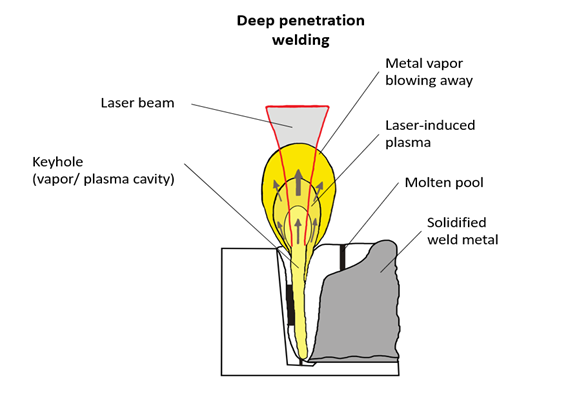 Deep penetration
welding
Metal vapor
blowing away
Laser beam
Laser-induced
plasma
Keyhole
(vapor/ plasma cavity)
Molten pool
Solidified
weld metal